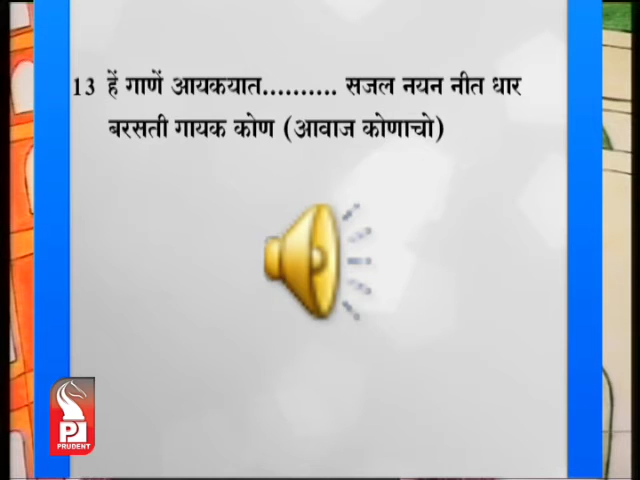 13 हें गाणें आयकयात.......... सजल नयन नीत धार
बरसती गायक कोण (आवाज कोणाचो)
PRUDENT